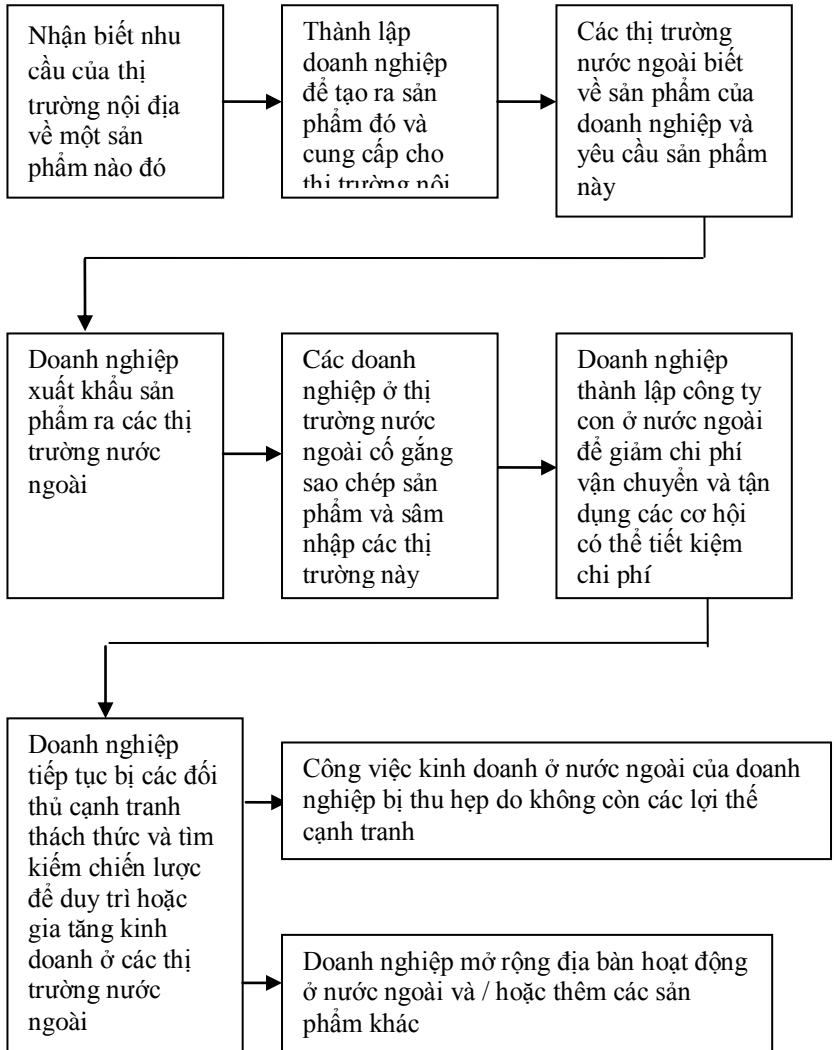 Nhận biết nhu
cầu của thị
trường nội địa
về một sản
phẩm nào đó
Thành lập
doanh nghiệp
để tạo ra sản
phẩm đó và
cung cấp cho
thị trường nội
Các thị trường
nước ngoài biết
về sản phẩm của
doanh nghiệp và
yêu cầu sản phẩm
này
Doanh nghiệp
xuất khẩu sản
phẩm ra các thị
trường nước
ngoài
Các doanh
nghiệp ở thị
trường nước
ngoài cố gắng
sao chép sản
phẩm và sâm
nhập các thị
trường này
Doanh nghiệp
thành lập công ty
con ở nước ngoài
để giảm chi phí
vận chuyển và tận
dụng các cơ hội
có thể tiết kiệm
chi phí
Doanh nghiệp
tiếp tục bị các đối
thủ cạnh tranh
thách thức và tìm
kiếm chiến lược
để duy trì hoặc
gia tăng kinh
doanh ở các thị
trường nước
ngoài
Công việc kinh doanh ở nước ngoài của doanh
nghiệp bị thu hẹp do không còn các lợi thế
cạnh tranh
Doanh nghiệp mở rộng địa bàn hoạt động
ở nước ngoài và / hoặc thêm các sản
phẩm khác